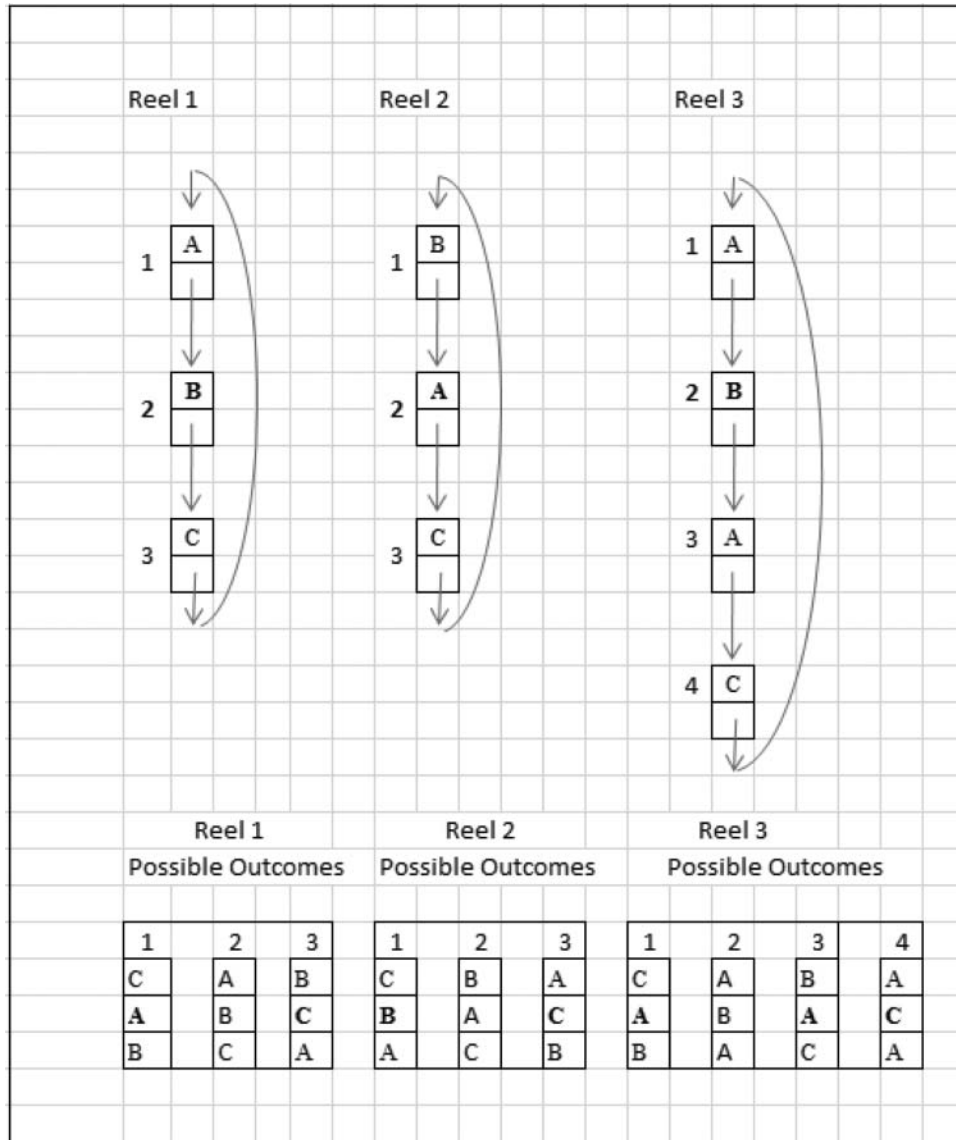 Reel 1 Reel 2 Reel 3
1 A 1 B 1 A
2 B 2 A 2 B
3 C 3 C 3 A
4 C
Reel 1 Reel 2 Reel 3
Possible Outcomes Possible Outcomes Possible Outcomes
1 2 3 1 2 3 1 2 3 4
C A B C B A C A B A
A B C B A C A B A C
B C A A C B B A C A